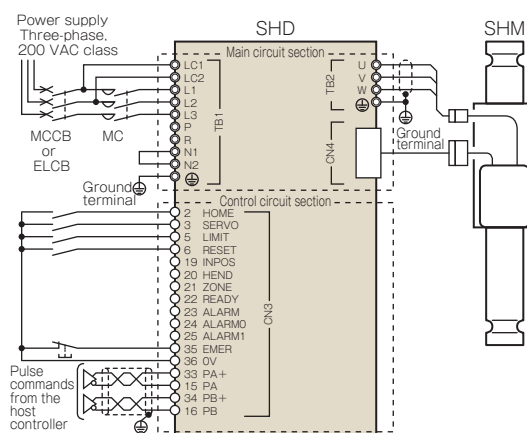 Power supply
Three-phase,
200 VAC class
SHD
SHM
Main circuit section
LC1
LC2
L1
L2
L3
P
R
N1
N2
TB1
U
V
W
TB2
CN4
MCCB
or
ELCB
MC
Ground
terminal
Ground
terminal
Control circuit section
2 HOME
3 SERVO
5 LIMIT
6 RESET
19 INPOS
20 HEND
21 ZONE
22 READY
23 ALARM
24 ALARM0
25 ALARM1
35 EMER
36 0V
33 PA+
15 PA
34 PB+
16 PB
CN3
Pulse
commands
from the
host
controller